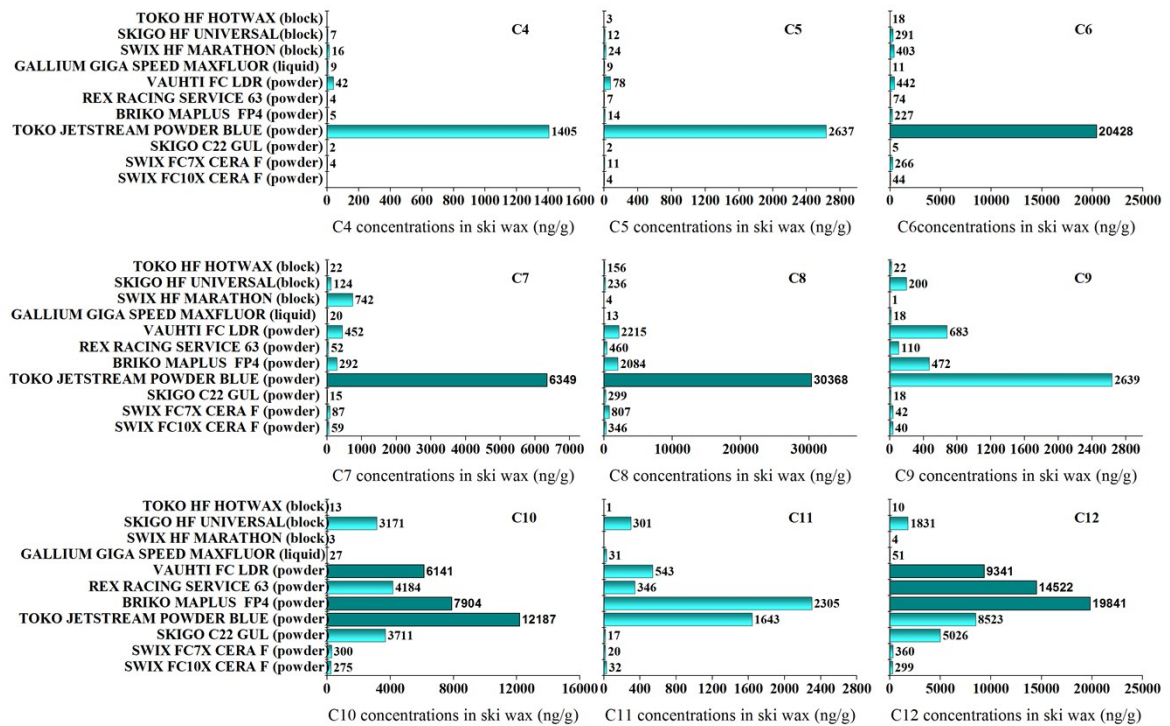 TOKO HF HOTWAX (block) 3 18
C4 C5 C6
SKIGO HF UNIVERSAL(block) 7 12 291
SWIX HF MARATHON (block) 16 24 403
GALLIUM GIGA SPEED MAXFLUOR (liquid) 9 9 11
VAUHTI FC LDR (powder) 42 78 442
REX RACING SERVICE 63 (powder) 4 7 74
BRIKO MAPLUS FP4 (powder) 5 14 227
TOKO JETSTREAM POWDER BLUE (powder) 1405 2637 20428
SKIGO C22 GUL (powder) 2 2 5
SWIX FC7X CERA F (powder) 4 11 266
SWIX FC10X CERA F (powder) 4 44
0 200 400 600 800 1000 1200 1400 1600 0 400 800 1200 1600 2000 2400 2800 0 5000 10000 15000 20000 25000
C4 concentrations in ski wax (ng/g) C5 concentrations in ski wax (ng/g) C6concentrations in ski wax (ng/g)
TOKO HF HOTWAX (block) 22 156 22
C7 C8 C9
SKIGO HF UNIVERSAL(block) 124 236 200
SWIX HF MARATHON (block) 742 4 1
GALLIUM GIGA SPEED MAXFLUOR (liquid) 20 13 18
VAUHTI FC LDR (powder) 452 2215 683
REX RACING SERVICE 63 (powder) 52 460 110
BRIKO MAPLUS FP4 (powder) 292 2084 472
TOKO JETSTREAM POWDER BLUE (powder) 6349 30368 2639
SKIGO C22 GUL (powder) 15 299 18
SWIX FC7X CERA F (powder) 87 807 42
SWIX FC10X CERA F (powder) 59 346 40
0 1000 2000 3000 4000 5000 6000 7000 0 10000 20000 30000 0 400 800 1200 1600 2000 2400 2800
C7 concentrations in ski wax (ng/g) C8 concentrations in ski wax (ng/g) C9 concentrations in ski wax (ng/g)
TOKO HF HOTWAX (block) 13 1 10
C10 C11 C12
SKIGO HF UNIVERSAL(block) 3171 301 1831
SWIX HF MARATHON (block) 3 4
GALLIUM GIGA SPEED MAXFLUOR (liquid) 27 31 51
VAUHTI FC LDR (powder) 6141 543 9341
REX RACING SERVICE 63 (powder) 4184 346 14522
BRIKO MAPLUS FP4 (powder) 7904 2305 19841
TOKO JETSTREAM POWDER BLUE (powder) 12187 1643 8523
SKIGO C22 GUL (powder) 3711 17 5026
SWIX FC7X CERA F (powder) 300 20 360
SWIX FC10X CERA F (powder) 275 32 299
0 4000 8000 12000 16000 0 400 800 1200 1600 2000 2400 2800 0 5000 10000 15000 20000 25000
C10 concentrations in ski wax (ng/g) C11 concentrations in ski wax (ng/g) C12 concentrations in ski wax (ng/g)